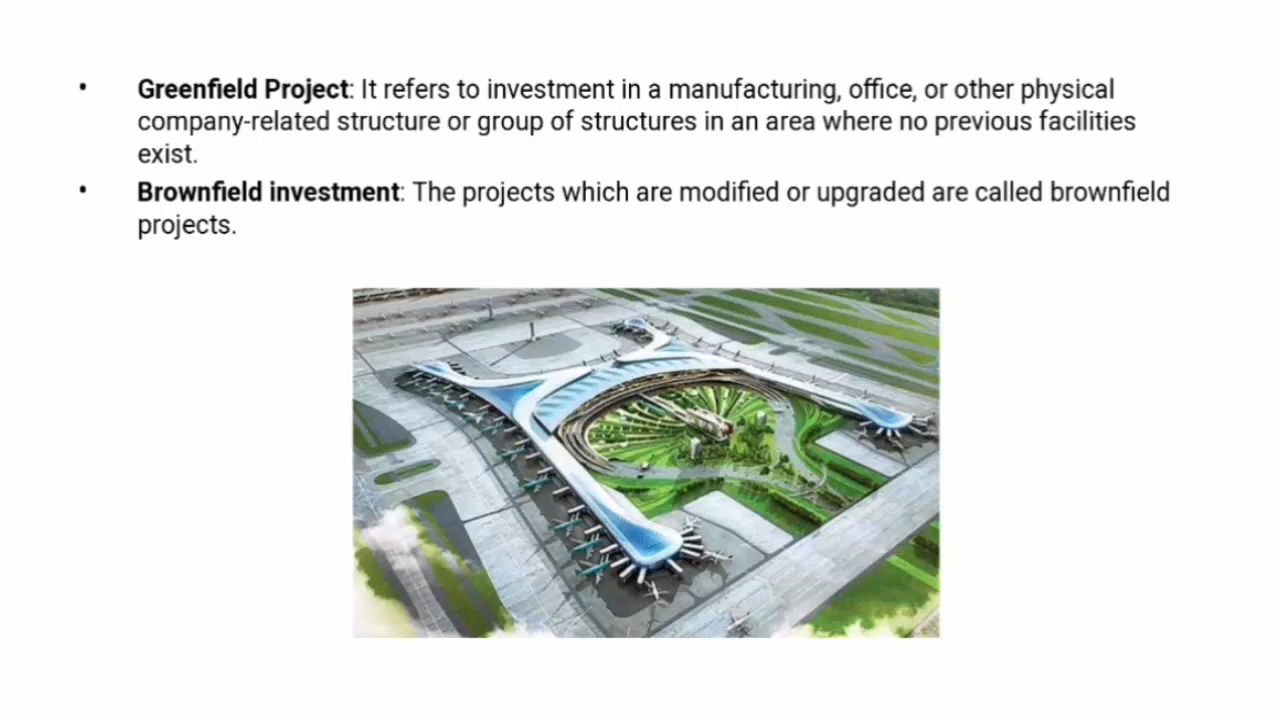 • Greenfield Project: It refers to investment in a manufacturing, office, or other physical
company-related structure or group of structures in an area where no previous facilities
exist.
• Brownfield investment: The projects which are modified or upgraded are called brownfield
projects.